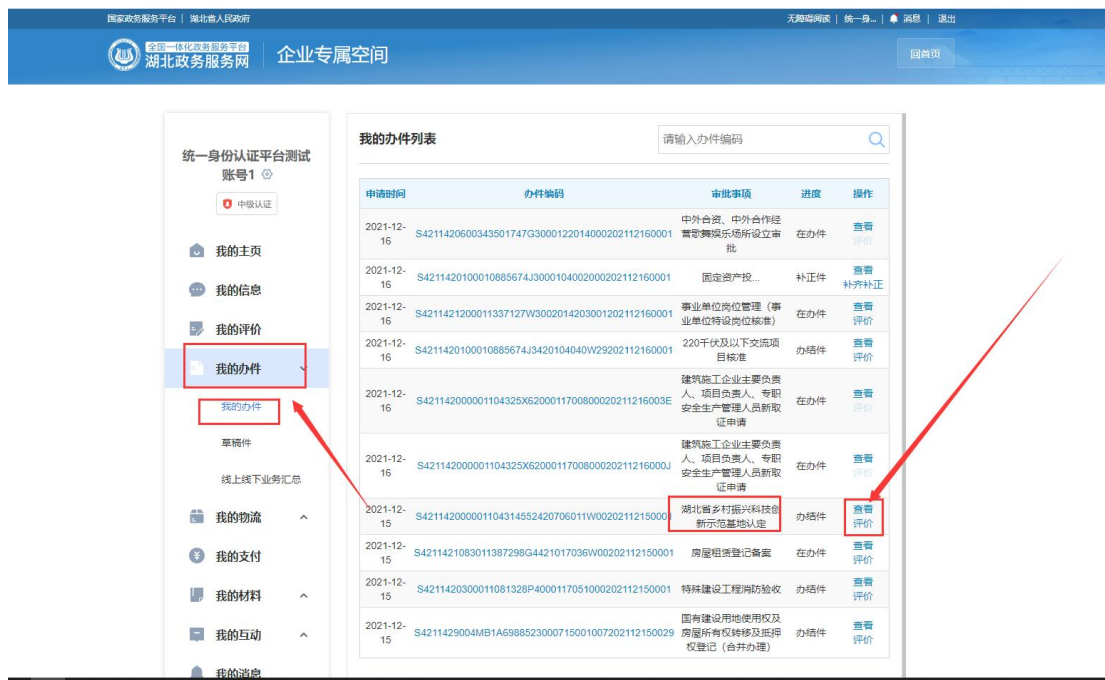 国家政务服务平台 | 湖北省人民政府
无障碍阅读 | 统一身... | 消息 | 退出
全国一体化政务服务平台
湖北政务服务网
企业专属空间
回首页
统一身份认证平台测试
账号1
中级认证
我的主页
我的信息
我的评价
我的办件
我的办件
草稿件
线上线下业务汇总
我的物流
我的支付
我的材料
我的互动
我的消息
我的办件列表
请输入办件编码
申请时间 办件编码 审批事项 进度 操作
2021-12-16 S4211420600343501747G3000122014000202112160001 中外合资、中外合作经营歌舞娱乐场所设立审批 在办件 查看 评价
2021-12-16 S4211420100010885674J3000104002000202112160001 固定资产投... 补正件 查看 补齐补正
2021-12-16 S4211421200011337127W3002014203001202112160001 事业单位岗位管理（事业单位特设岗位核准） 在办件 查看 评价
2021-12-16 S4211420100010885674J3420104040W29202112160001 220千伏及以下交流项目核准 办结件 查看 评价
2021-12-16 S421142000001104325X620001170080002021121600​3E 建筑施工企业主要负责人、项目负责人、专职安全生产管理人员新取证申请 在办件 查看 评价
2021-12-16 S421142000001104325X62000117008000202112160​00J 建筑施工企业主要负责人、项目负责人、专职安全生产管理人员新取证申请 在办件 查看 评价
2021-12-15 湖北省乡村振兴科技创新示范基地认定 办结件 查看 评价
2021-12-15 S4211421083011387298G4421017036W00202112150001 房屋租赁登记备案 在办件 查看 评价
2021-12-15 S4211420300011081328P4000117051000202112150001 特殊建设工程消防验收 办结件 查看 评价
2021-12-15 S4211429004MB1A69885230007150010072021121500​29 国有建设用地使用权及房屋所有权转移及抵押权登记（合并办理） 办结件 查看 评价